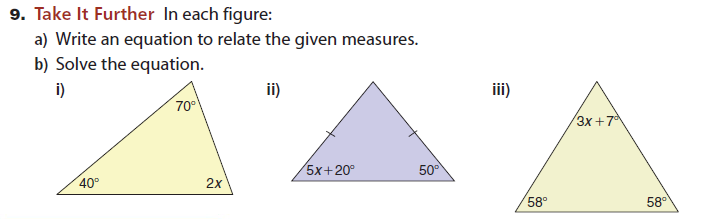 9. Take It Further In each figure:
a) Write an equation to relate the given measures.
b) Solve the equation.
i) ii) iii)
70° 3x + 7°
5x + 20° 50°
40° 2x
58° 58°